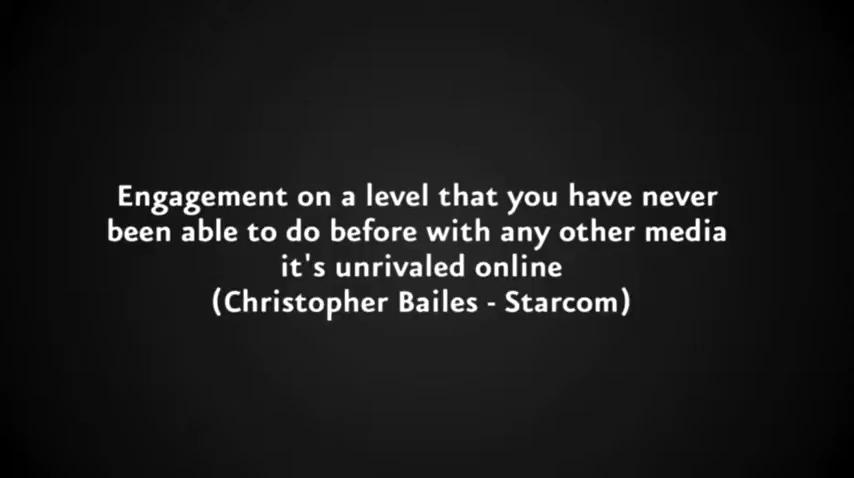 Engagement on a level that you have never
been able to do before with any other media
it's unrivaled online
(Christopher Bailes - Starcom)